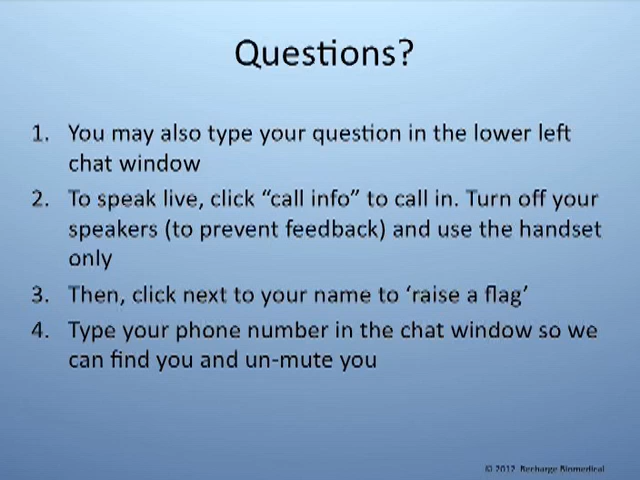 Questions?
1. You may also type your question in the lower left
chat window
2. To speak live, click “call info” to call in. Turn off your
speakers (to prevent feedback) and use the handset
only
3. Then, click next to your name to ‘raise a flag’
4. Type your phone number in the chat window so we
can find you and un-mute you
© 2012 Recharge Biomedical